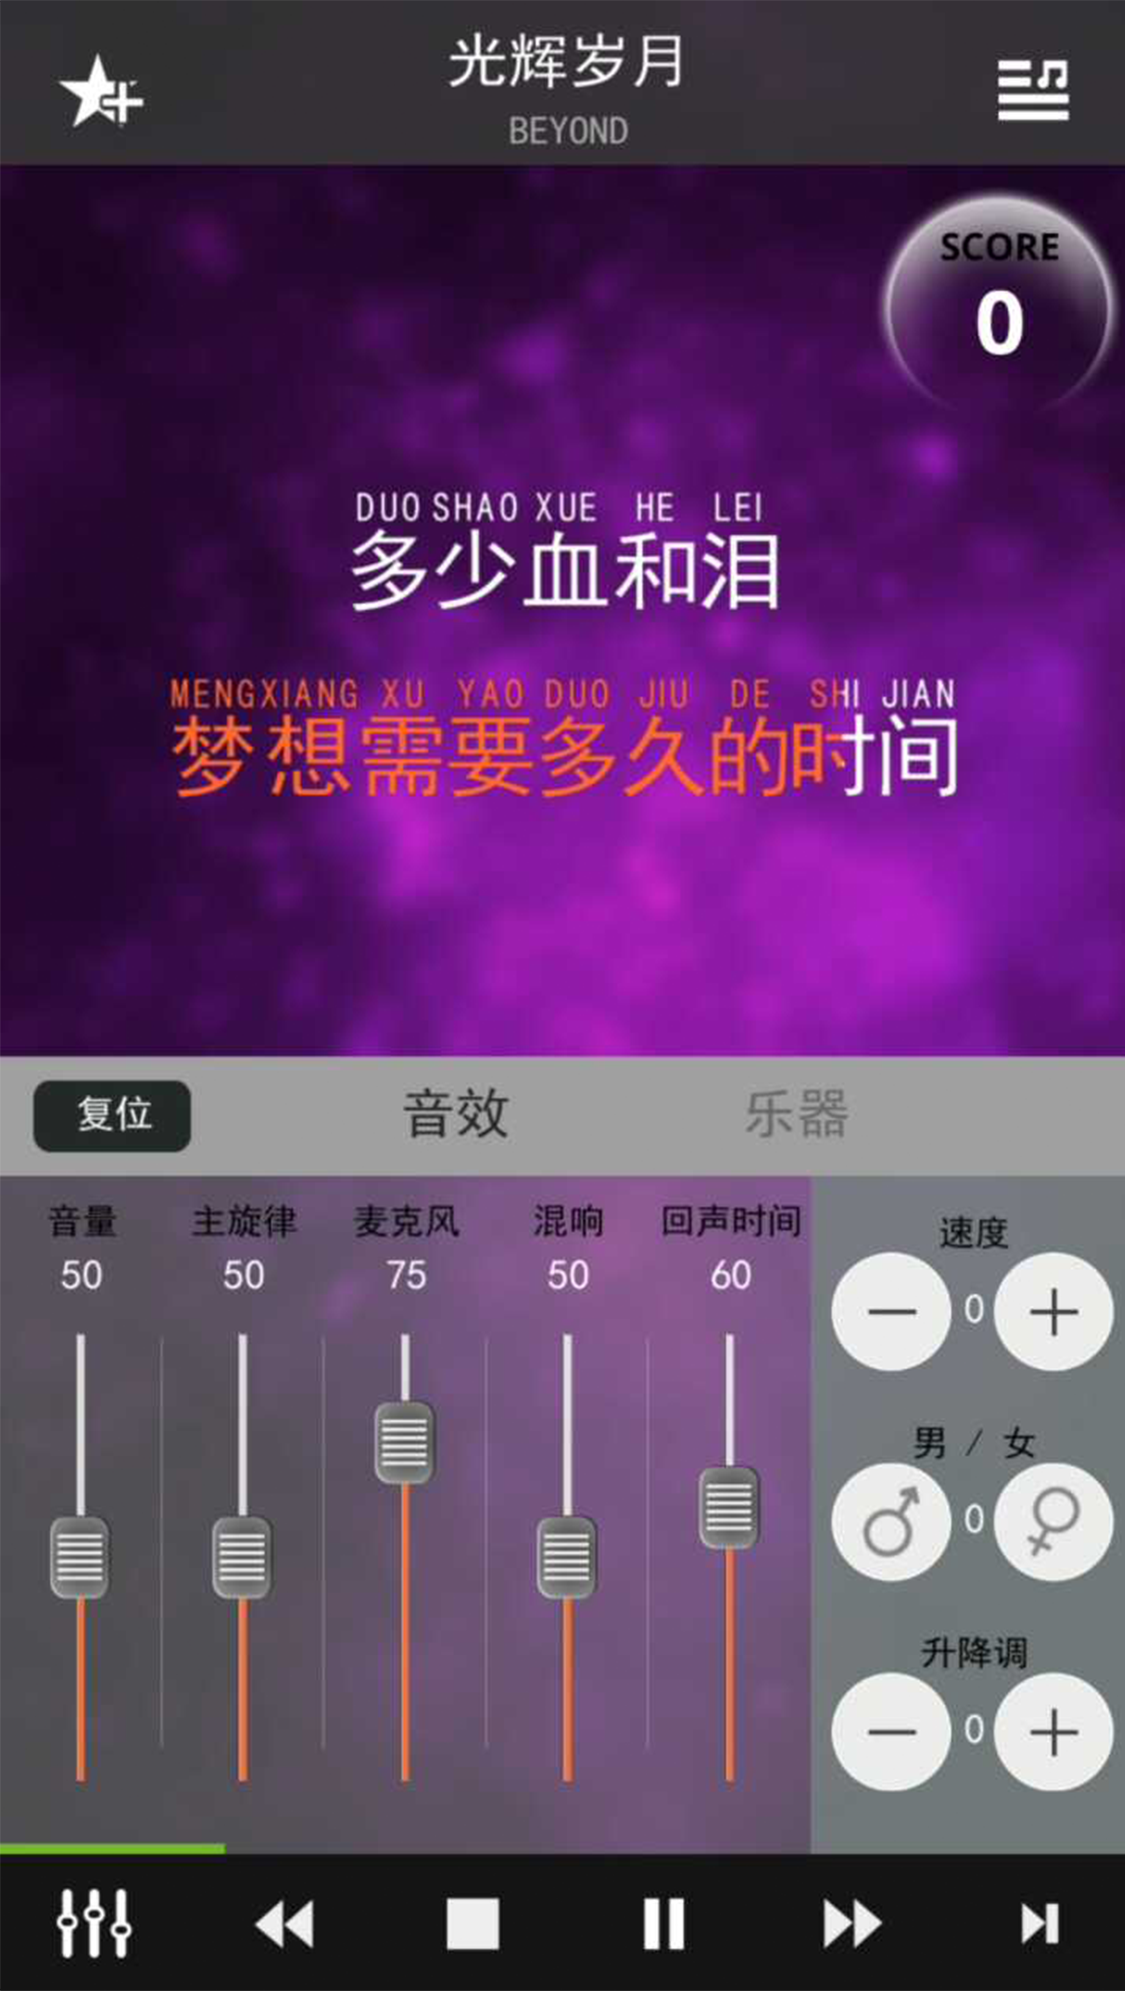 光辉岁月
BEYOND
SCORE
0
DUO SHAO XUE HE LEI
多少血和泪
MENGXIANG XU YAO DUO JIU DE SHI JIAN
梦想需要多久的时间
复位 音效 乐器
音量 主旋律 麦克风 混响 回声时间
50 50 75 50 60
速度
0
男 / 女
0
升降调
0